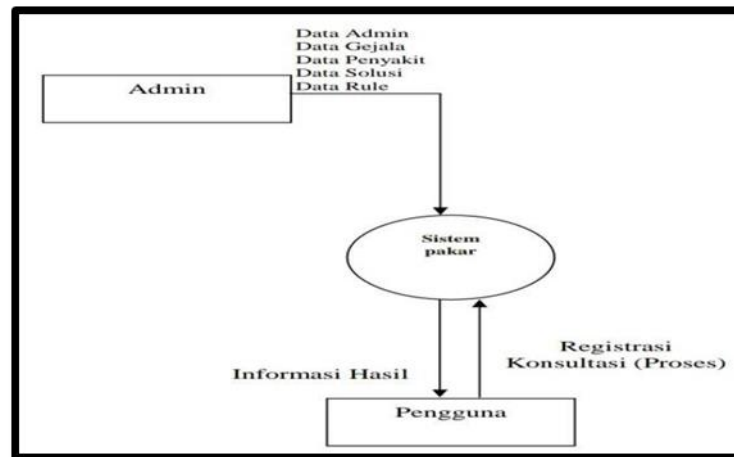 Data Admin
Data Gejala
Data Penyakit
Data Solusi
Data Rule
Admin
Sistem
pakar
Informasi Hasil
Registrasi
Konsultasi (Proses)
Pengguna